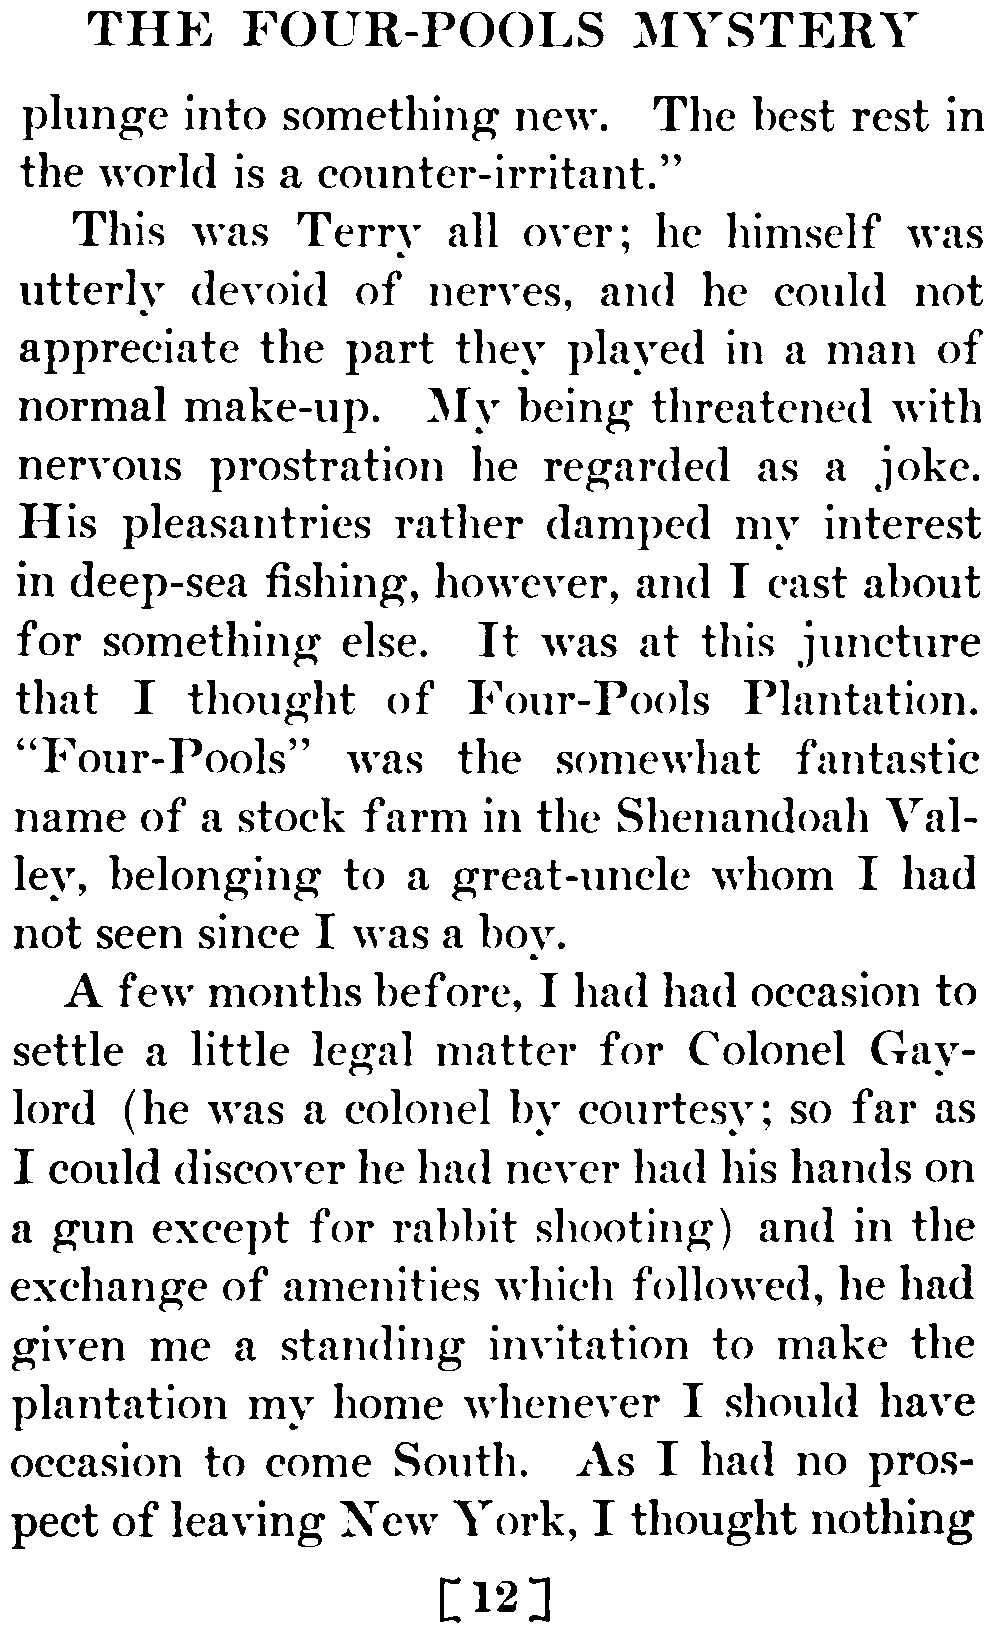 THE FOUR-POOLS MYSTERY
plunge into something new. The best rest in
the world is a counter-irritant.”
This was Terry all over; he himself was
utterly devoid of nerves, and he could not
appreciate the part they played in a man of
normal make-up. My being threatened with
nervous prostration he regarded as a joke.
His pleasantries rather damped my interest
in deep-sea fishing, however, and I cast about
for something else. It was at this juncture
that I thought of Four-Pools Plantation.
“Four-Pools” was the somewhat fantastic
name of a stock farm in the Shenandoah Val-
ley, belonging to a great-uncle whom I had
not seen since I was a boy.
A few months before, I had had occasion to
settle a little legal matter for Colonel Gay-
lord (he was a colonel by courtesy; so far as
I could discover he had never had his hands on
a gun except for rabbit shooting) and in the
exchange of amenities which followed, he had
given me a standing invitation to make the
plantation my home whenever I should have
occasion to come South. As I had no pros-
pect of leaving New York, I thought nothing
[12]